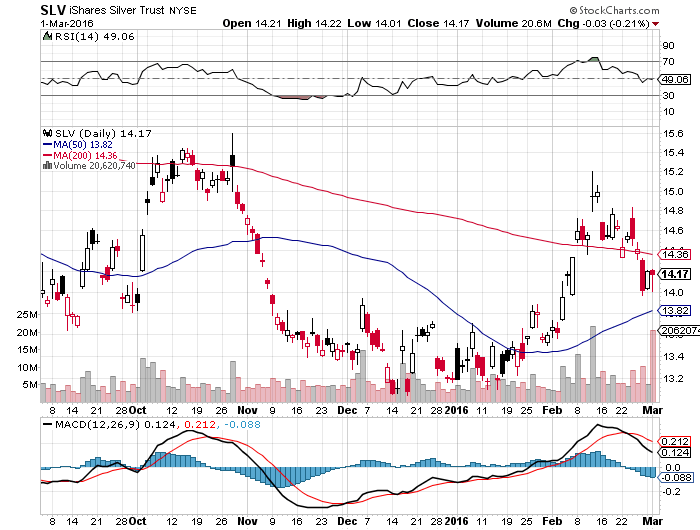 SLV iShares Silver Trust NYSE © StockCharts.com
1-Mar-2016 Open 14.21 High 14.22 Low 14.01 Close 14.17 Volume 20.6M Chg -0.03 (-0.21%)
RSI(14) 49.06
90
70
49.06
30
10
SLV (Daily) 14.17
MA(50) 13.82
MA(200) 14.36
Volume 20,620,740
15.6
15.4
15.2
15.0
14.8
14.6
14.4
14.36
14.17
14.0
13.82
13.6
13.4
13.2
20620740
25M
20M
15M
10M
5M
8 14 21 28 Oct 12 19 26 Nov 9 16 23 Dec 7 14 21 28 2016 11 19 25 Feb 8 16 22 Mar
MACD(12,26,9) 0.124, 0.212, -0.088
0.212
0.124
0.0
-0.088
-0.2
8 14 21 28 Oct 12 19 26 Nov 9 16 23 Dec 7 14 21 28 2016 11 19 25 Feb 8 16 22 Mar